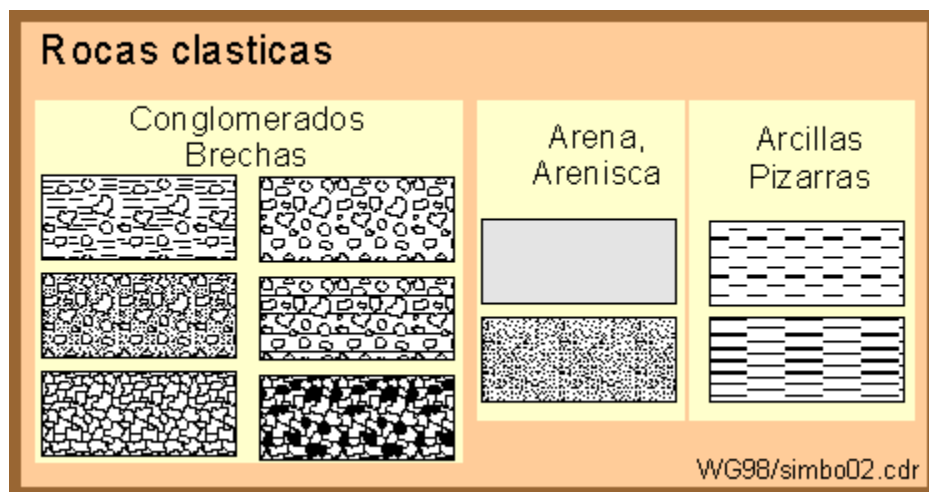 Rocas clasticas
Conglomerados
Brechas
Arena,
Arenisca
Arcillas
Pizarras
WG98/simbo02.cdr